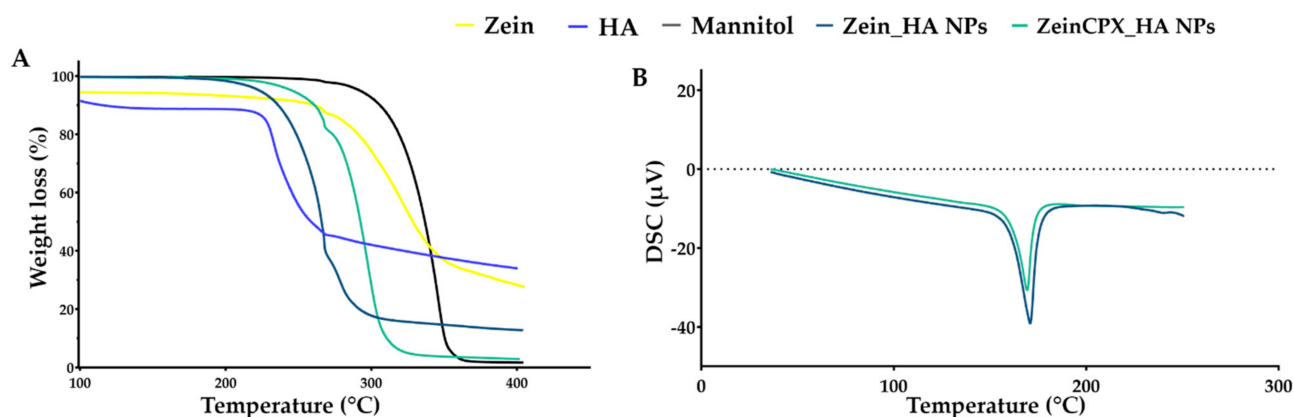 Zein HA Mannitol Zein_HA NPs ZeinCPX_HA NPs
A
Weight loss (%)
100
80
60
40
20
0
100 200 300 400
Temperature (°C)
B
DSC (µV)
20
0
-20
-40
0 100 200 300
Temperature (°C)